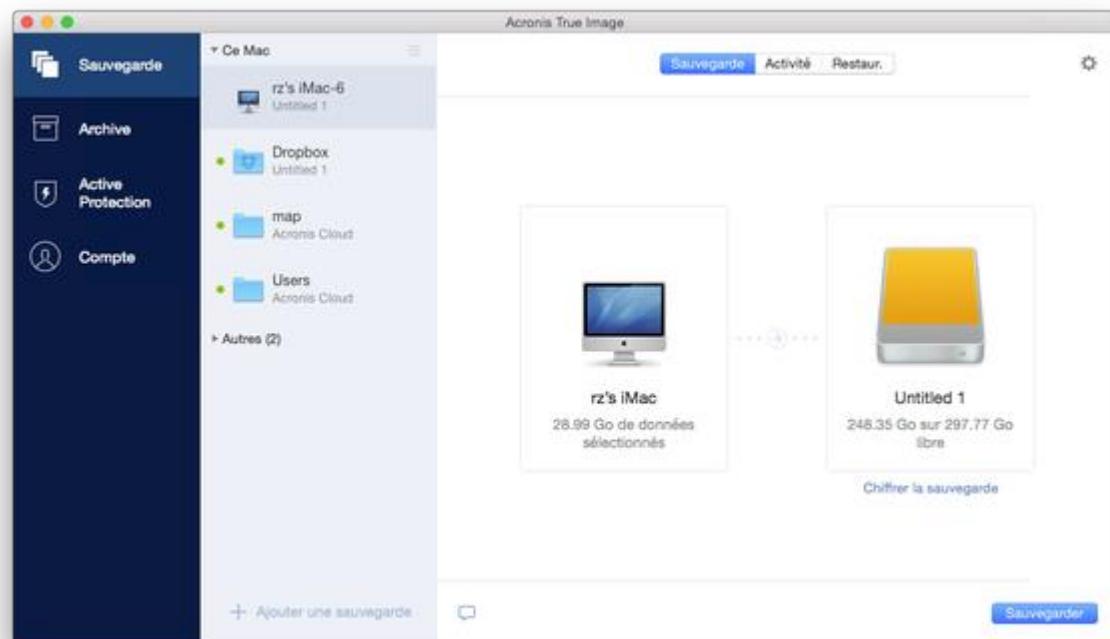 Acronis True Image
Sauvegarde
Archive
Active
Protection
Compte
Ce Mac
rz's iMac-6
Untitled 1
Dropbox
Untitled 1
map
Acronis Cloud
Users
Acronis Cloud
Autres (2)
Ajouter une sauvegarde
Sauvegarde Activité Restaur.
rz's iMac
28.99 Go de données
sélectionnés
Untitled 1
248.35 Go sur 297.77 Go
libre
Chiffrer la sauvegarde
Sauvegarder